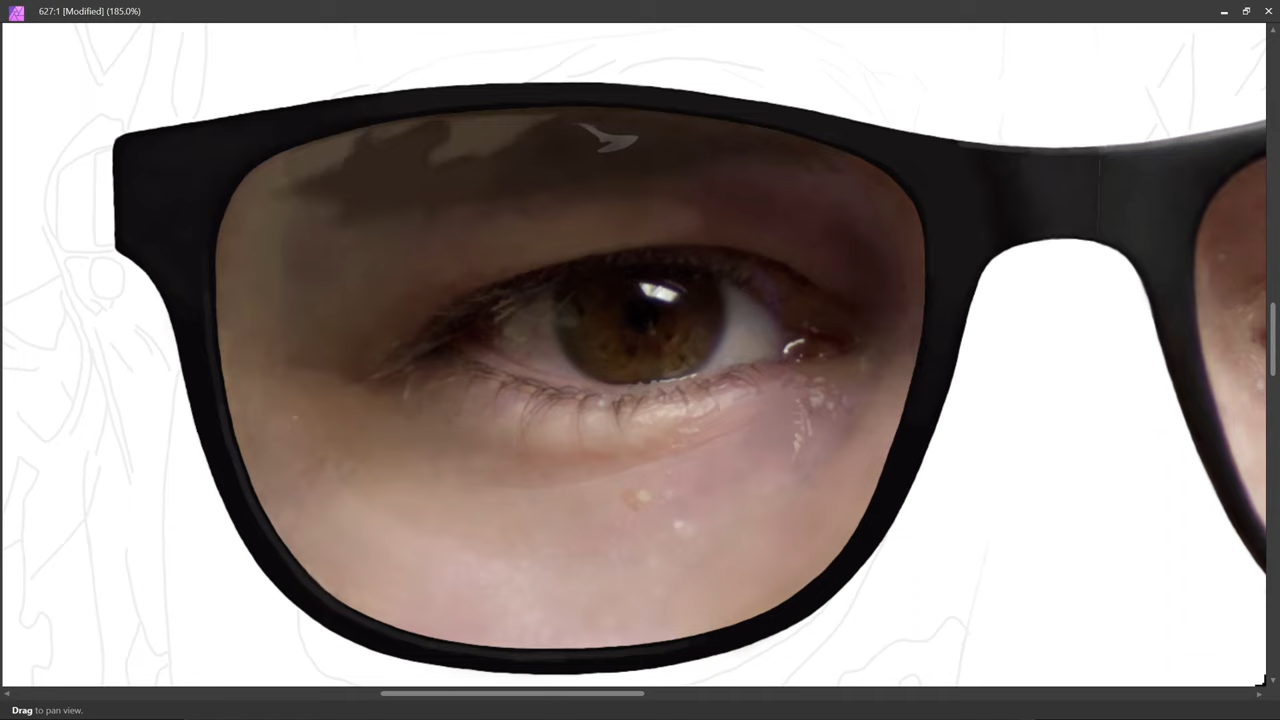 627:1 [Modified] (185.0%)
Drag to pan view.